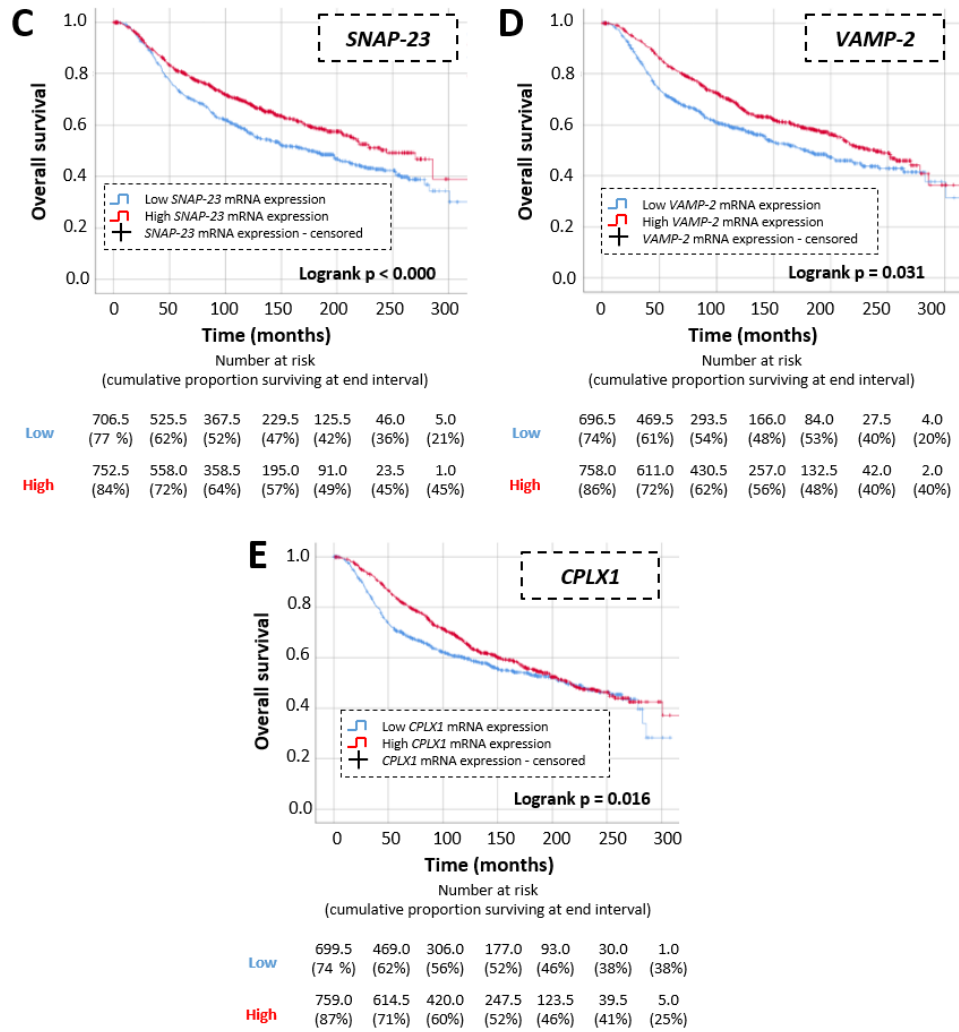 C
SNAP-23
Overall survival
1.0
0.8
0.6
0.4
0.2
0.0
Low SNAP-23 mRNA expression
High SNAP-23 mRNA expression
SNAP-23 mRNA expression - censored
Logrank p < 0.000
0 50 100 150 200 250 300
Time (months)
Number at risk
(cumulative proportion surviving at end interval)
Low
706.5 525.5 367.5 229.5 125.5 46.0 5.0
(77 %) (62%) (52%) (47%) (42%) (36%) (21%)
High
752.5 558.0 358.5 195.0 91.0 23.5 1.0
(84%) (72%) (64%) (57%) (49%) (45%) (45%)
D
VAMP-2
Overall survival
1.0
0.8
0.6
0.4
0.2
0.0
Low VAMP-2 mRNA expression
High VAMP-2 mRNA expression
VAMP-2 mRNA expression - censored
Logrank p = 0.031
0 50 100 150 200 250 300
Time (months)
Number at risk
(cumulative proportion surviving at end interval)
Low
696.5 469.5 293.5 166.0 84.0 27.5 4.0
(74%) (61%) (54%) (48%) (53%) (40%) (20%)
High
758.0 611.0 430.5 257.0 132.5 42.0 2.0
(86%) (72%) (62%) (56%) (48%) (40%) (40%)
E
CPLX1
Overall survival
1.0
0.8
0.6
0.4
0.2
0.0
Low CPLX1 mRNA expression
High CPLX1 mRNA expression
CPLX1 mRNA expression - censored
Logrank p = 0.016
0 50 100 150 200 250 300
Time (months)
Number at risk
(cumulative proportion surviving at end interval)
Low
699.5 469.0 306.0 177.0 93.0 30.0 1.0
(74 %) (62%) (56%) (52%) (46%) (38%) (38%)
High
759.0 614.5 420.0 247.5 123.5 39.5 5.0
(87%) (71%) (60%) (52%) (46%) (41%) (25%)